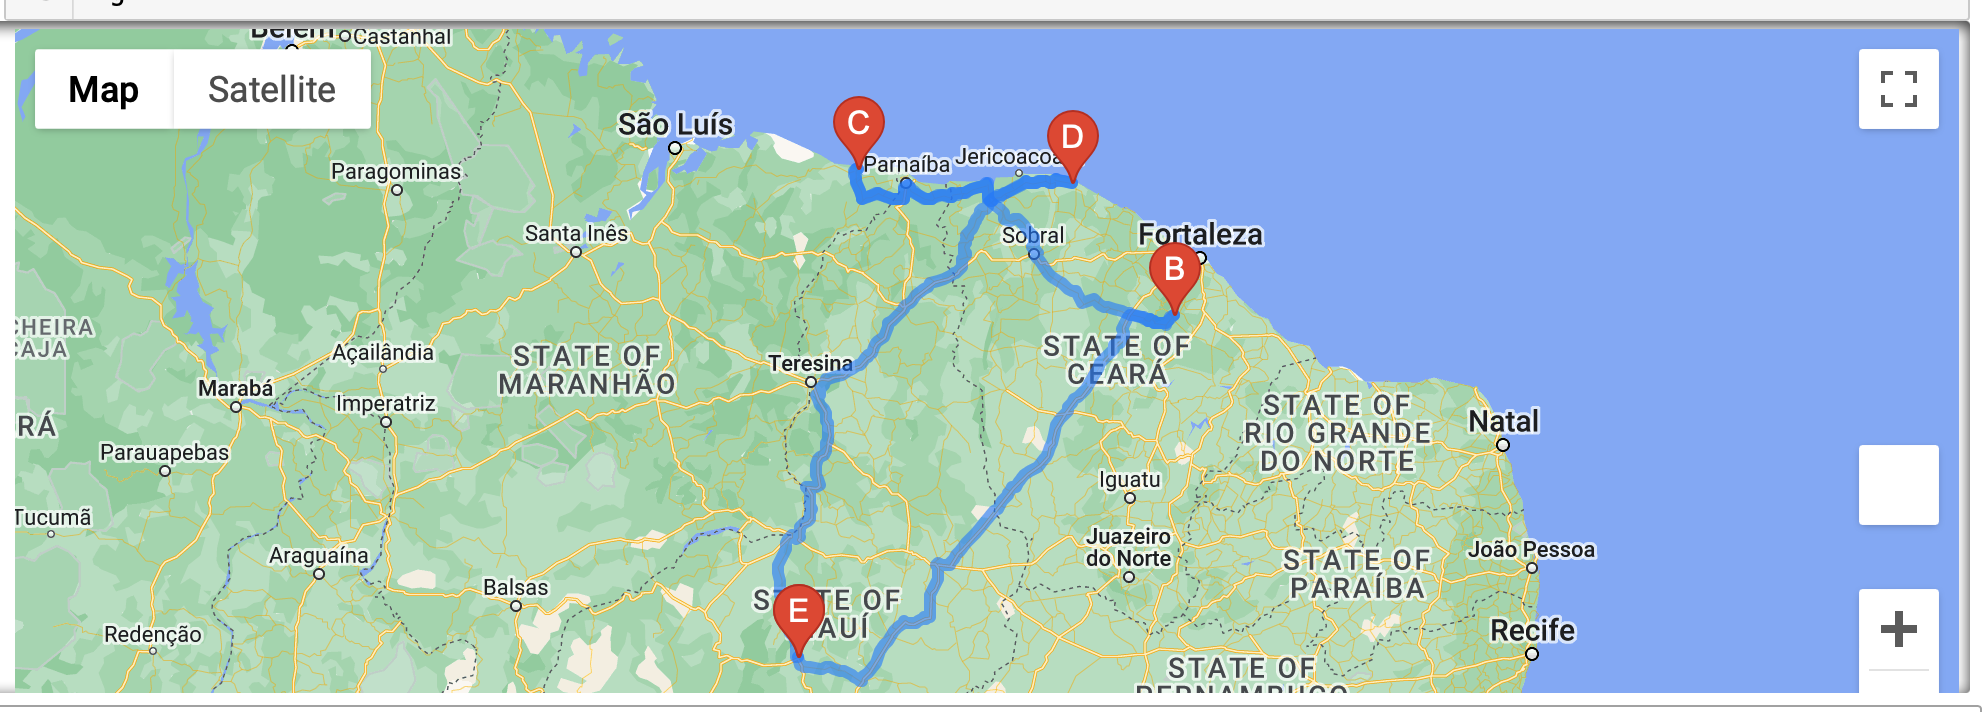 Belém
Castanhal
Map
Satellite
São Luís
C
D
Parnaíba
Jericoacoa
Paragominas
Santa Inês
Sobral
Fortaleza
B
CHEIRA
CAJA
Açailândia
STATE OF
MARANHÃO
Teresina
STATE OF
CEARÁ
Marabá
Imperatriz
RÁ
STATE OF
RIO GRANDE
DO NORTE
Natal
Parauapebas
Iguatu
Tucumã
Araguaína
Juazeiro
do Norte
STATE OF
PARAÍBA
João Pessoa
Balsas
STATE OF
AUÍ
E
Redenção
Recife
STATE OF
PERNAMBUCO